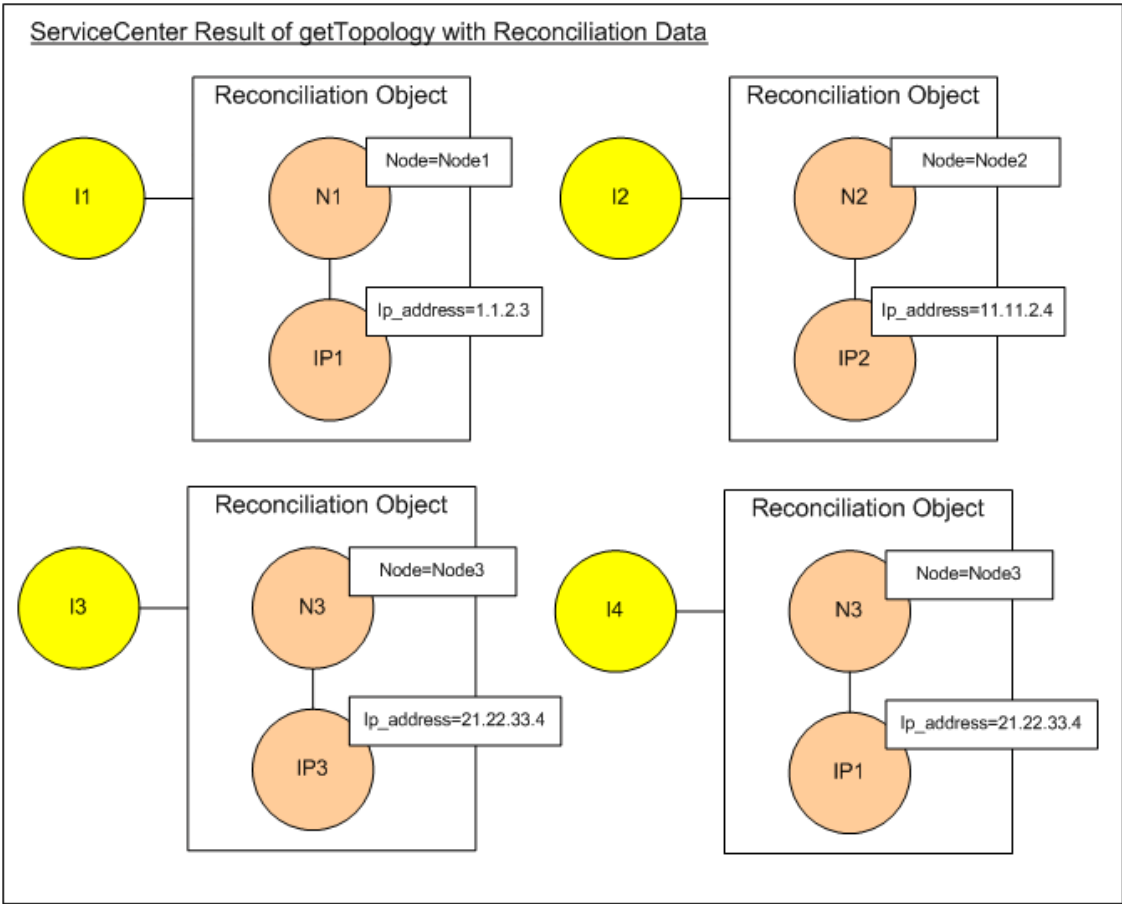 ServiceCenter Result of getTopology with Reconciliation Data
Reconciliation Object
I1
N1
Node=Node1
Ip_address=1.1.2.3
IP1
Reconciliation Object
I2
N2
Node=Node2
Ip_address=11.11.2.4
IP2
Reconciliation Object
I3
N3
Node=Node3
Ip_address=21.22.33.4
IP3
Reconciliation Object
I4
N3
Node=Node3
Ip_address=21.22.33.4
IP1